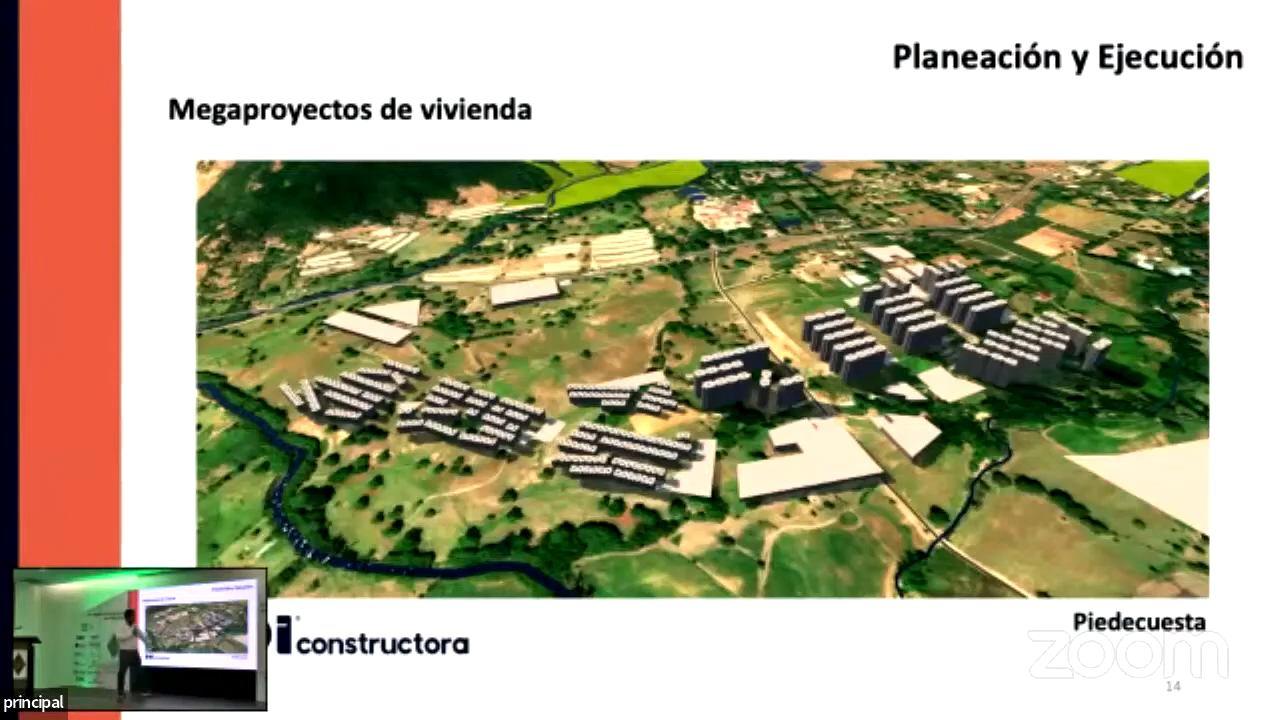 Planeación y Ejecución
Megaproyectos de vivienda
constructora
Piedecuesta
zoom
14
principal